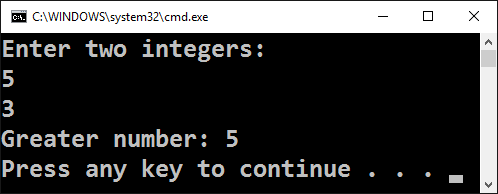 C:\WINDOWS\system32\cmd.exe
Enter two integers:
5
3
Greater number: 5
Press any key to continue . . .